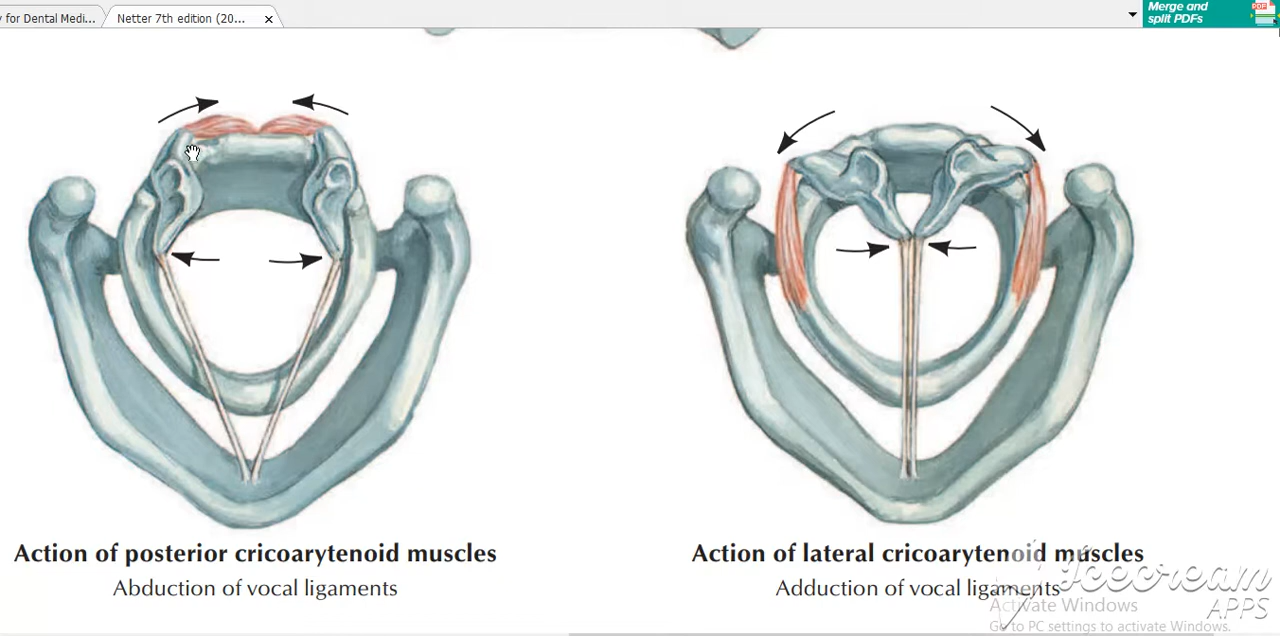 y for Dental Medi...
Netter 7th edition (20...
Merge and
split PDFs
PDF
Action of posterior cricoarytenoid muscles
Abduction of vocal ligaments
Action of lateral cricoarytenoid muscles
Adduction of vocal ligaments
Icecream
APPS
Activate Windows
Go to PC settings to activate Windows.